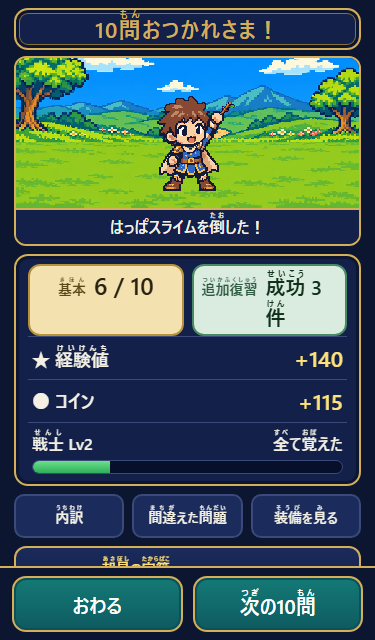 10問おつかれさま！
はっぱスライムを倒した！
基本 6 / 10
追加復習 成功 3
件
★ 経験値 +140
コイン +115
戦士 Lv2 全て覚えた
内訳
間違えた問題
装備を見る
おわる
次の10問